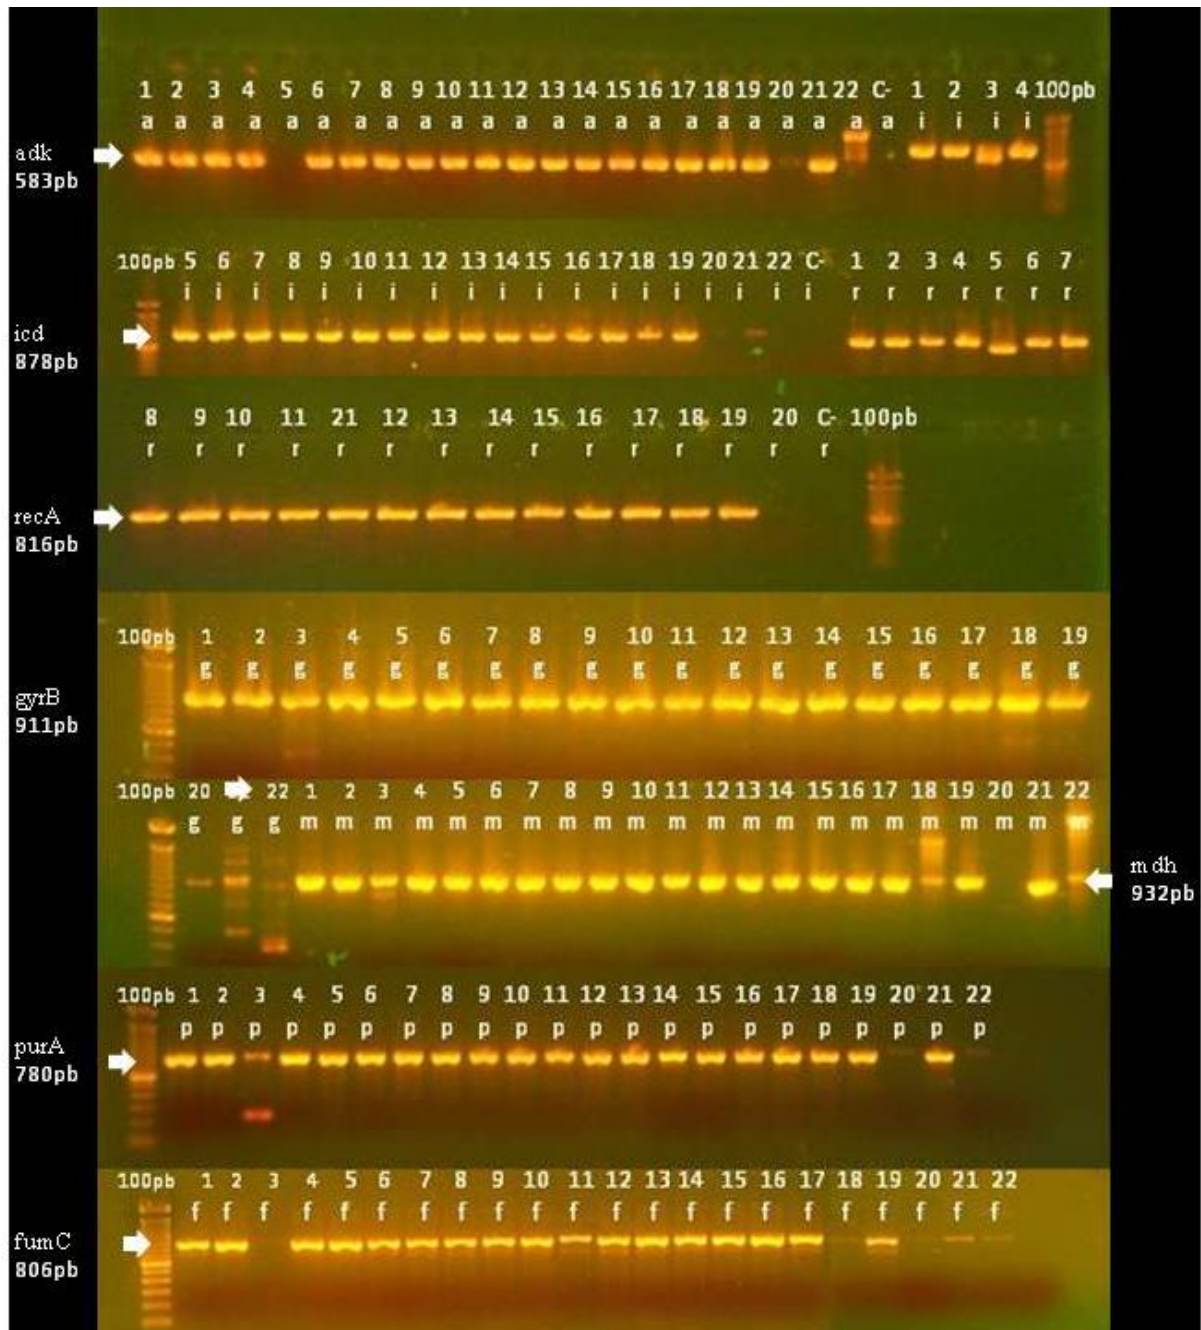 1 2 3 4 5 6 7 8 9 10 11 12 13 14 15 16 17 18 19 20 21 22 C- 1 2 3 4 100pb
a a a a a a a a a a a a a a a a a a a a a a a i i i i
adk
583pb
100pb 5 6 7 8 9 10 11 12 13 14 15 16 17 18 19 20 21 22 C- 1 2 3 4 5 6 7
i i i i i i i i i i i i i i i i i i i r r r r r r r
icd
878pb
8 9 10 11 21 12 13 14 15 16 17 18 19 20 C- 100pb
r r r r r r r r r r r r r r r
recA
816pb
100pb 1 2 3 4 5 6 7 8 9 10 11 12 13 14 15 16 17 18 19
g g g g g g g g g g g g g g g g g g g
gyrB
911pb
100pb 20 22 1 2 3 4 5 6 7 8 9 10 11 12 13 14 15 16 17 18 19 20 21 22
g g g m m m m m m m m m m m m m m m m m m m m m m
mdh
932pb
100pb 1 2 3 4 5 6 7 8 9 10 11 12 13 14 15 16 17 18 19 20 21 22
p p p p p p p p p p p p p p p p p p p p p p
purA
780pb
100pb 1 2 3 4 5 6 7 8 9 10 11 12 13 14 15 16 17 18 19 20 21 22
f f f f f f f f f f f f f f f f f f f f f f
fumC
806pb